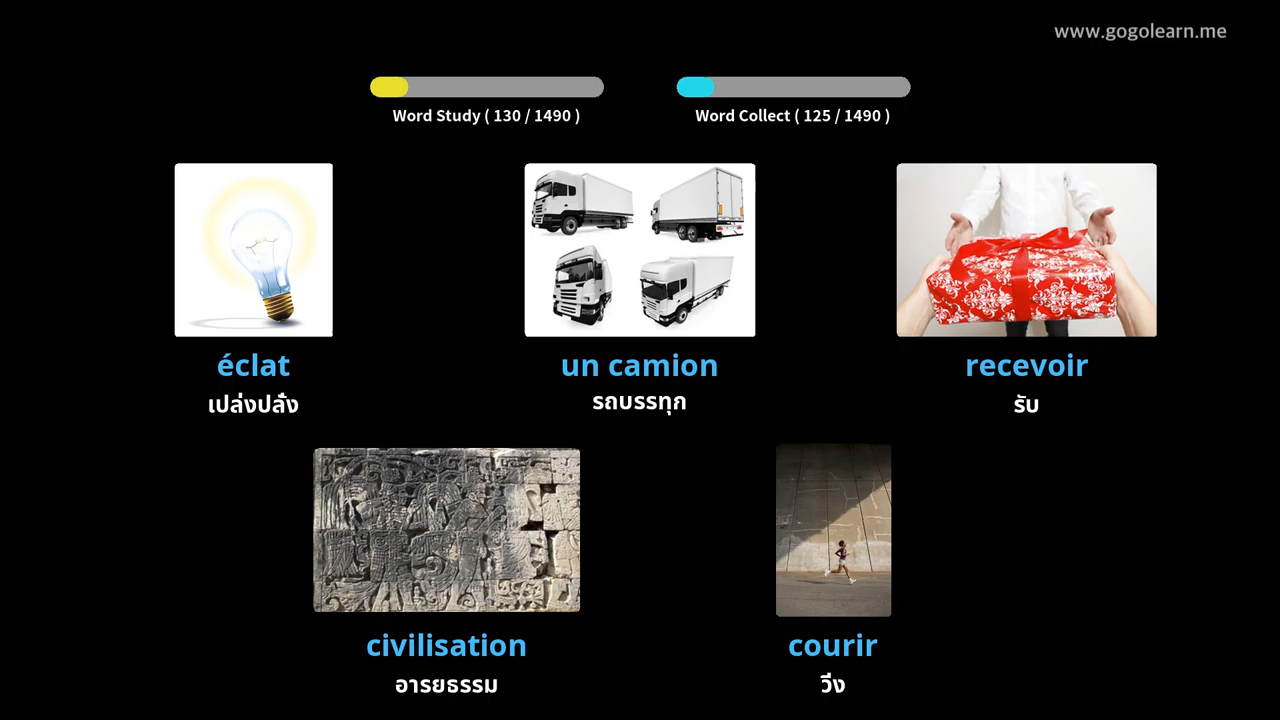 www.gogolearn.me
Word Study ( 130 / 1490 )
Word Collect ( 125 / 1490 )
éclat
เปล่งปลั่ง
un camion
รถบรรทุก
recevoir
รับ
civilisation
อารยธรรม
courir
วิ่ง